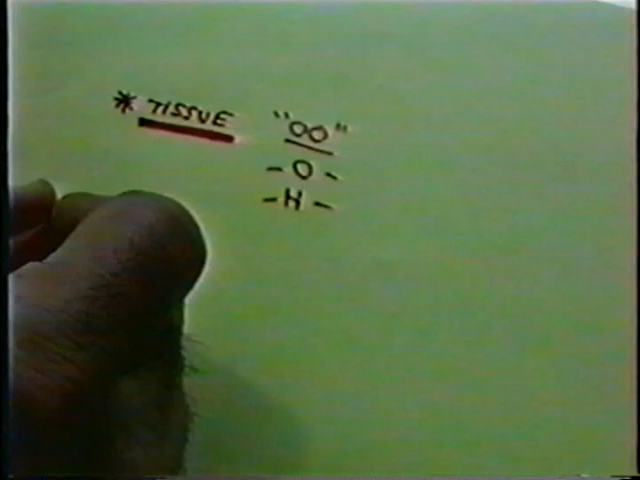 * TISSUE
"OO"
- O -
- H -